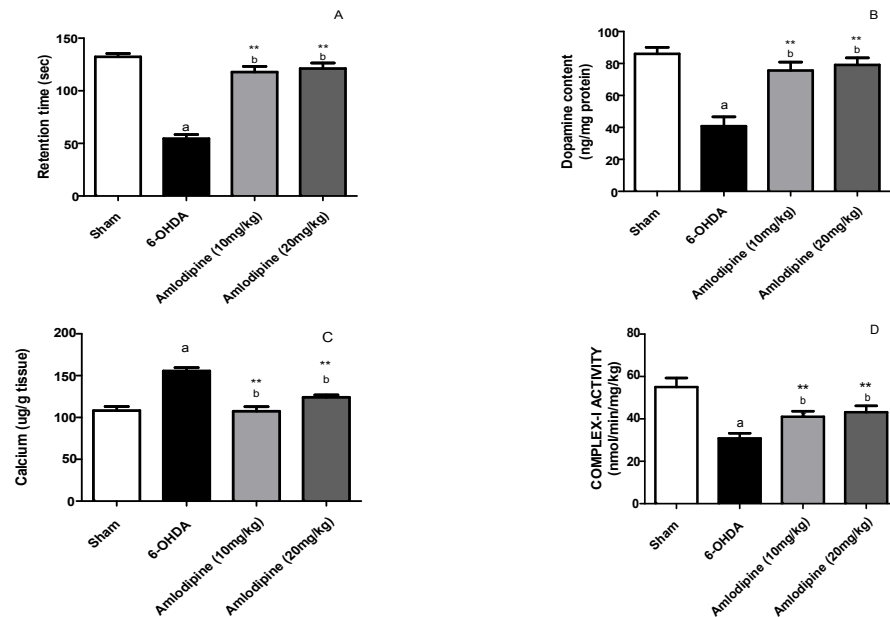 A
Retention time (sec)
150
100
50
0
a
**
b
**
b
Sham
6-OHDA
Amlodipine (10mg/kg)
Amlodipine (20mg/kg)
B
Dopamine content
(ng/mg protein)
100
80
60
40
20
0
a
**
b
**
b
Sham
6-OHDA
Amlodipine (10mg/kg)
Amlodipine (20mg/kg)
C
Calcium (ug/g tissue)
200
150
100
50
0
a
**
b
**
b
Sham
6-OHDA
Amlodipine (10mg/kg)
Amlodipine (20mg/kg)
D
COMPLEX-I ACTIVITY
(nmol/min/mg/kg)
80
60
40
20
0
a
**
b
**
b
Sham
6-OHDA
Amlodipine (10mg/kg)
Amlodipine (20mg/kg)